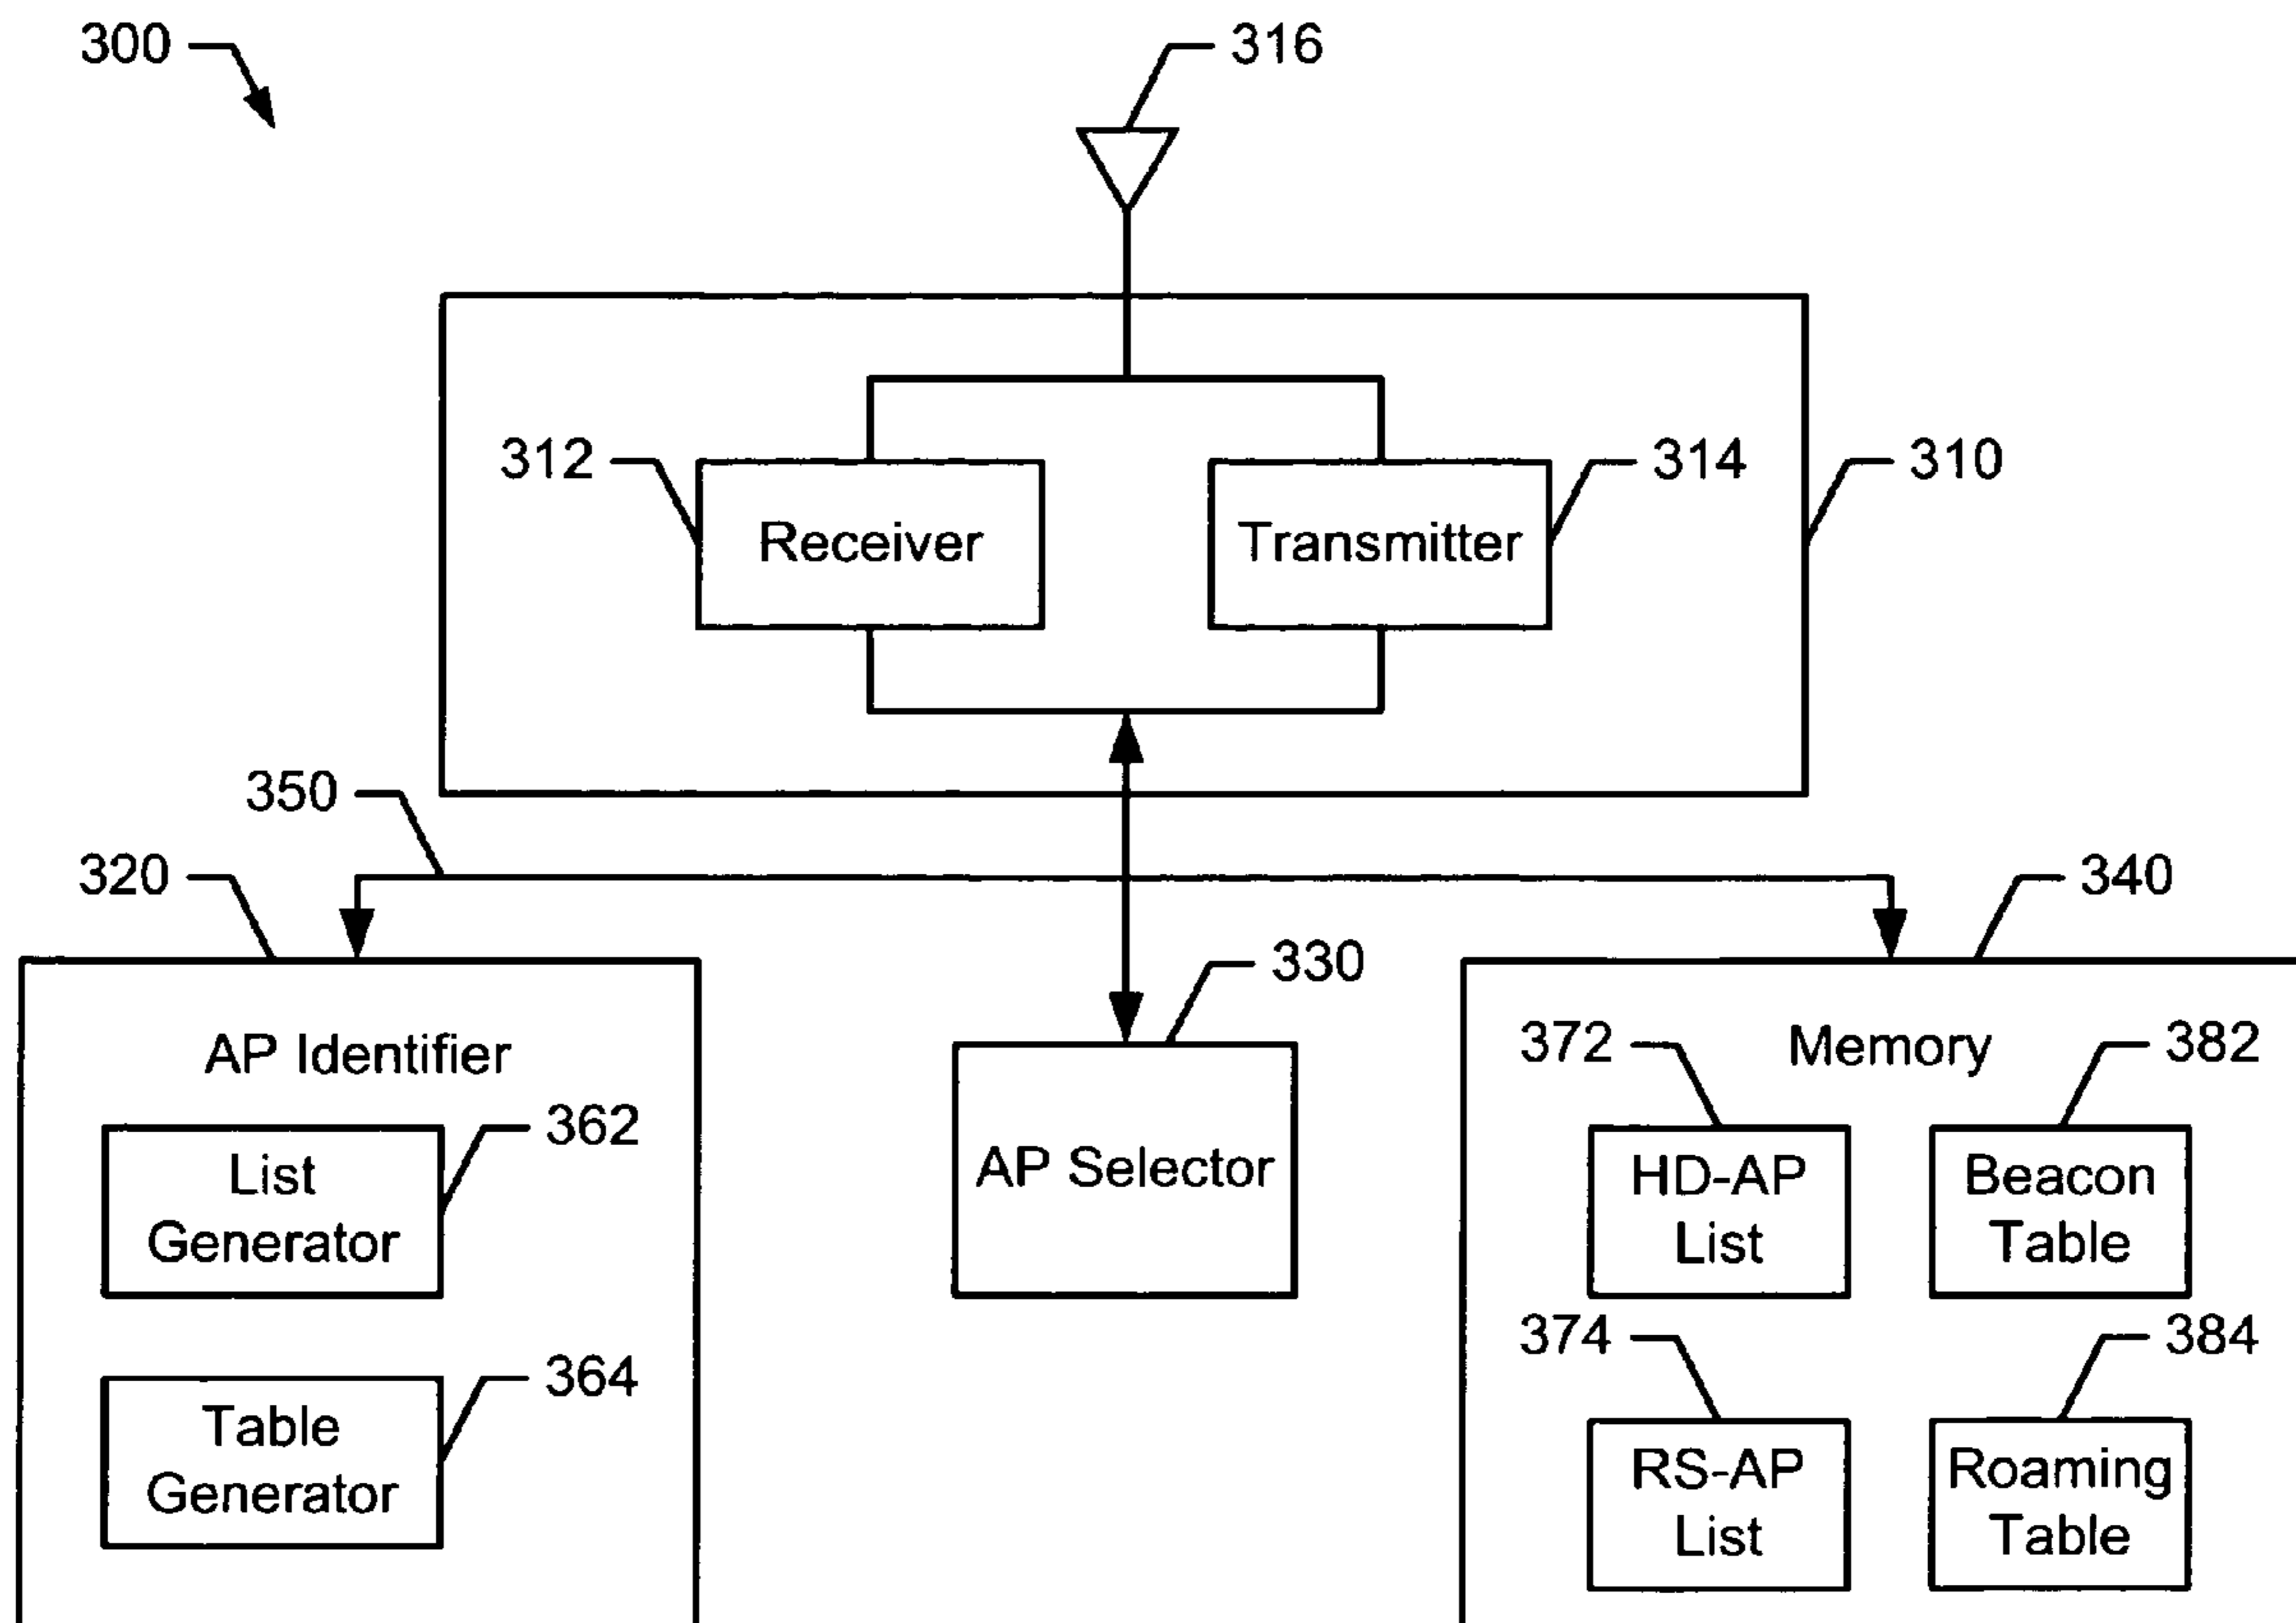 300
316
312
314
310
Receiver
Transmitter
350
320
340
330
AP Identifier
372
Memory
382
362
List
Generator
AP Selector
HD-AP
List
Beacon
Table
374
384
364
Table
Generator
RS-AP
List
Roaming
Table